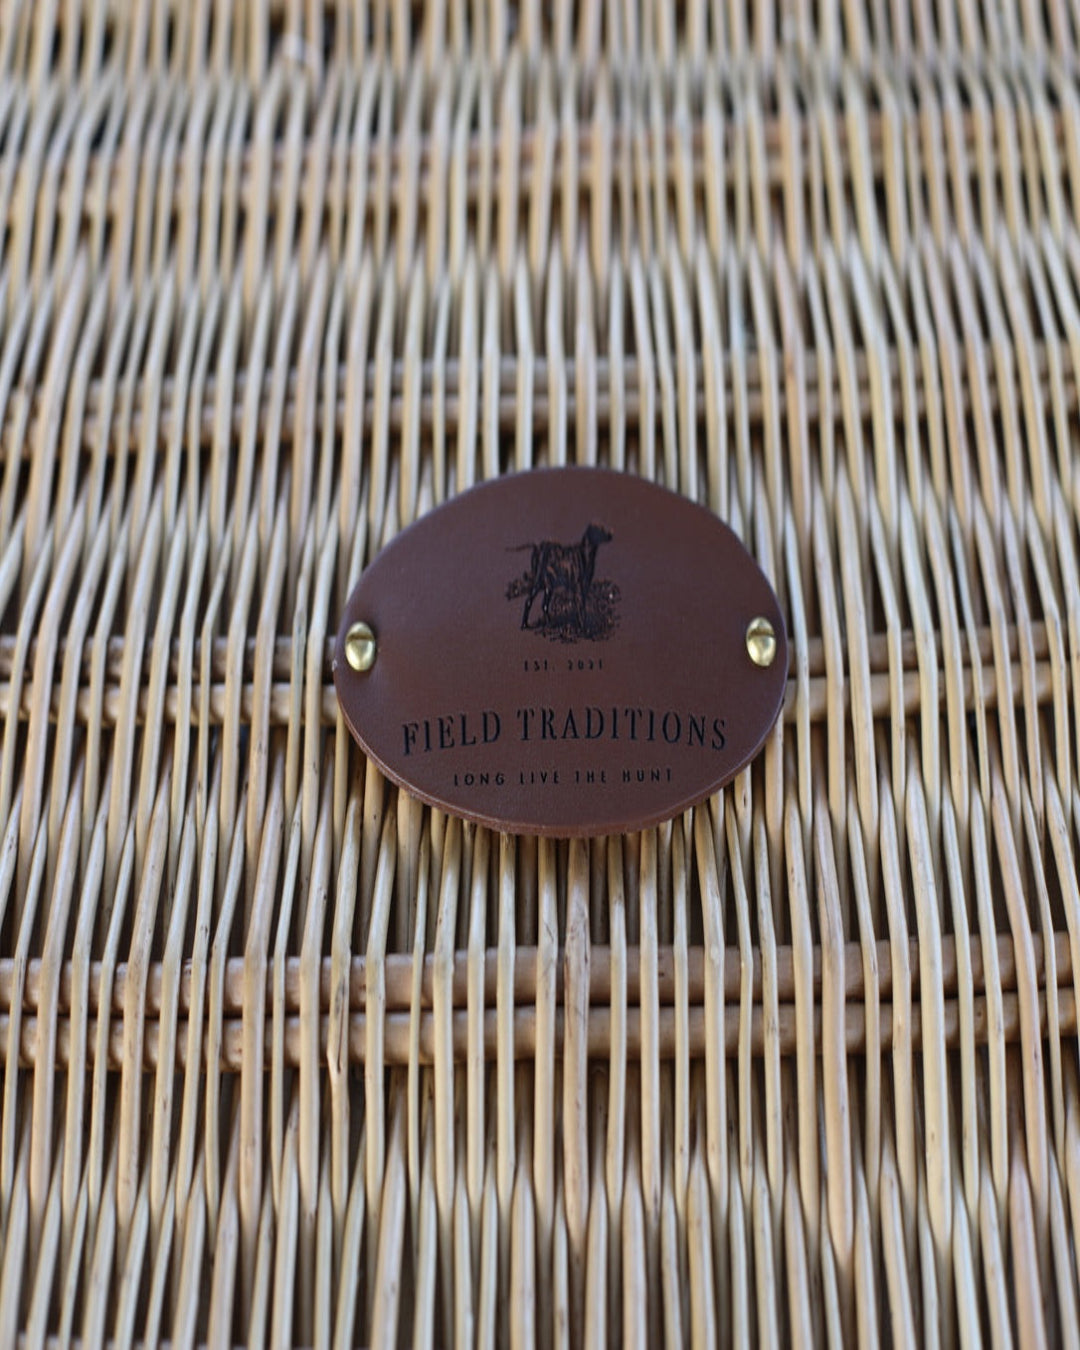 EST. 2021
FIELD TRADITIONS
LONG LIVE THE HUNT